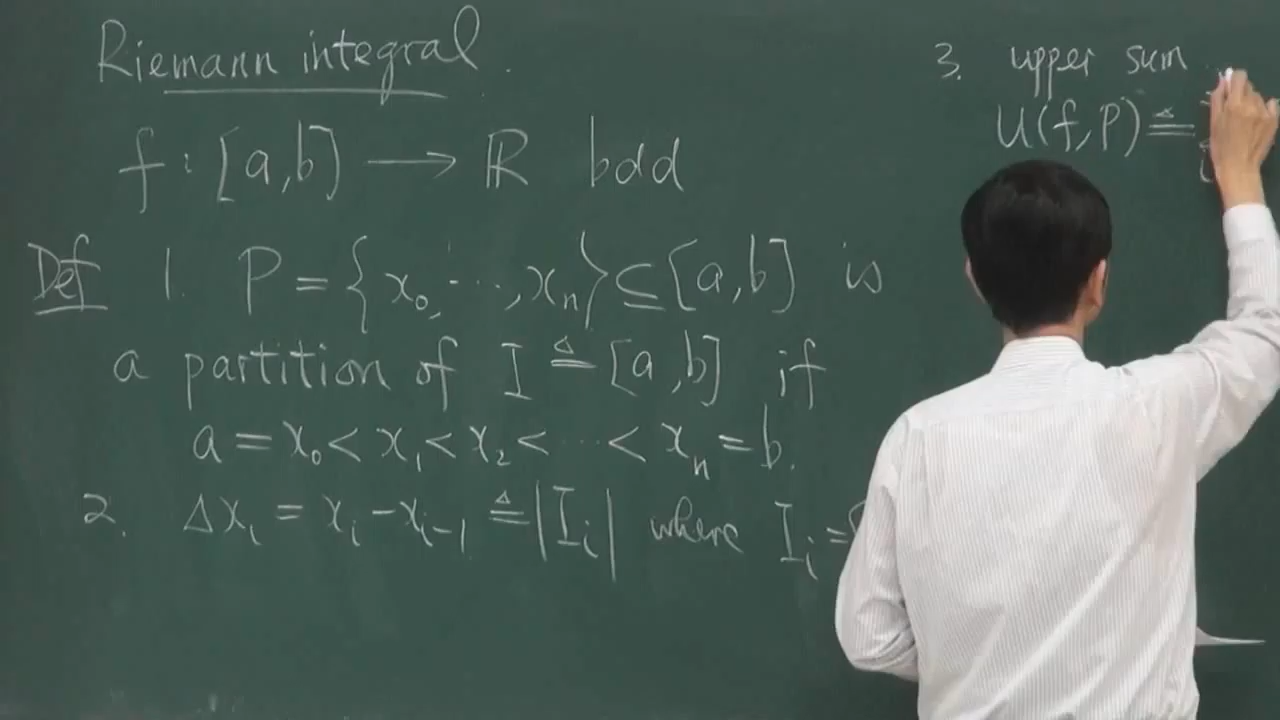 Riemann integral.
f : [a,b] ⟶ ℝ bdd
Def 1. P = {x₀, ⋯, xₙ} ⊆ [a,b] is
a partition of I ≜ [a,b] if
a = x₀ < x₁ < x₂ < ⋯ < xₙ = b.
2. Δxᵢ = xᵢ − xᵢ₋₁ ≜ |Iᵢ| where Iᵢ = [
3. upper sum
U(f,P) ≜